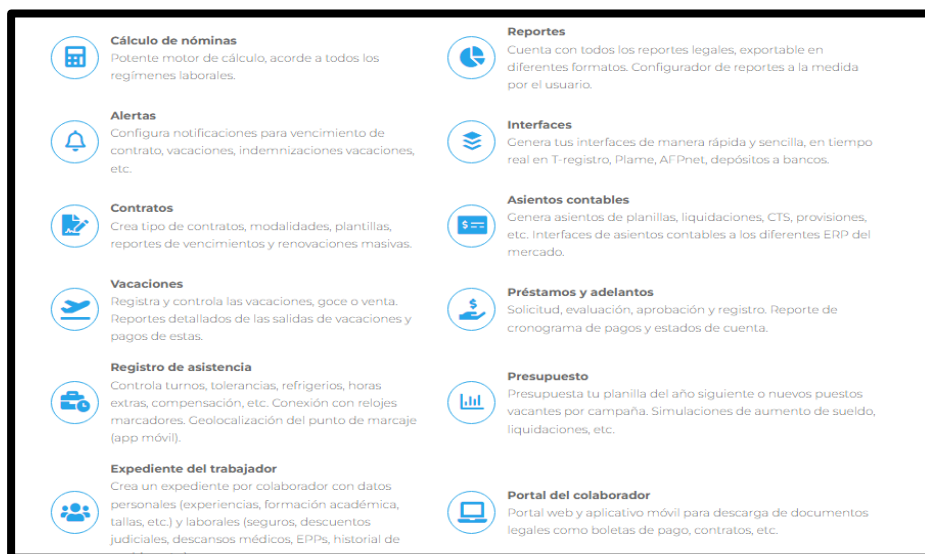 Cálculo de nóminas
Potente motor de cálculo, acorde a todos los
regímenes laborales.
Alertas
Configura notificaciones para vencimiento de
contrato, vacaciones, indemnizaciones vacaciones,
etc.
Contratos
Crea tipo de contratos, modalidades, plantillas,
reportes de vencimientos y renovaciones masivas.
Vacaciones
Registra y controla las vacaciones, goce o venta.
Reportes detallados de las salidas de vacaciones y
pagos de estas.
Registro de asistencia
Controla turnos, tolerancias, refrigerios, horas
extras, compensación, etc. Conexión con relojes
marcadores. Geolocalización del punto de marcaje
(app móvil).
Expediente del trabajador
Crea un expediente por colaborador con datos
personales (experiencias, formación académica,
tallas, etc.) y laborales (seguros, descuentos
judiciales, descansos médicos, EPPs, historial de
Reportes
Cuenta con todos los reportes legales, exportable en
diferentes formatos. Configurador de reportes a la medida
por el usuario.
Interfaces
Genera tus interfaces de manera rápida y sencilla, en tiempo
real en T-registro, Plame, AFPnet, depósitos a bancos.
Asientos contables
Genera asientos de planillas, liquidaciones, CTS, provisiones,
etc. Interfaces de asientos contables a los diferentes ERP del
mercado.
Préstamos y adelantos
Solicitud, evaluación, aprobación y registro. Reporte de
cronograma de pagos y estados de cuenta.
Presupuesto
Presupuesta tu planilla del año siguiente o nuevos puestos
vacantes por campaña. Simulaciones de aumento de sueldo,
liquidaciones, etc.
Portal del colaborador
Portal web y aplicativo móvil para descarga de documentos
legales como boletas de pago, contratos, etc.